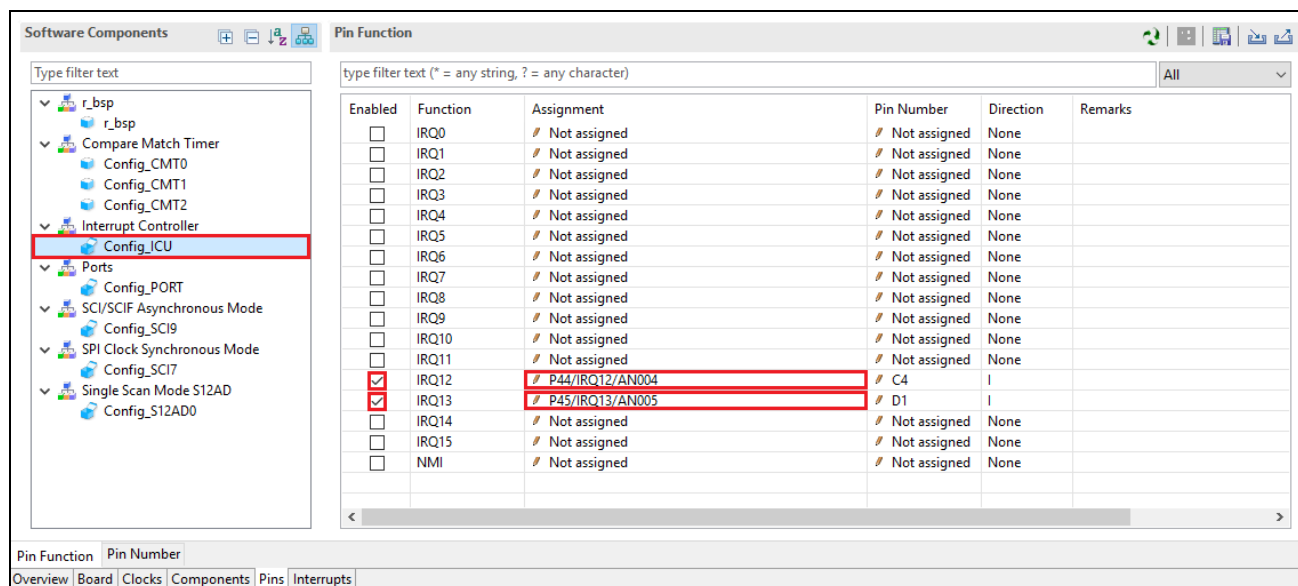 Software Components
Type filter text
r_bsp
r_bsp
Compare Match Timer
Config_CMT0
Config_CMT1
Config_CMT2
Interrupt Controller
Config_ICU
Ports
Config_PORT
SCI/SCIF Asynchronous Mode
Config_SCI9
SPI Clock Synchronous Mode
Config_SCI7
Single Scan Mode S12AD
Config_S12AD0
Pin Function
type filter text (* = any string, ? = any character) All
Enabled Function Assignment Pin Number Direction Remarks
IRQ0 Not assigned Not assigned None
IRQ1 Not assigned Not assigned None
IRQ2 Not assigned Not assigned None
IRQ3 Not assigned Not assigned None
IRQ4 Not assigned Not assigned None
IRQ5 Not assigned Not assigned None
IRQ6 Not assigned Not assigned None
IRQ7 Not assigned Not assigned None
IRQ8 Not assigned Not assigned None
IRQ9 Not assigned Not assigned None
IRQ10 Not assigned Not assigned None
IRQ11 Not assigned Not assigned None
IRQ12 P44/IRQ12/AN004 C4 I
IRQ13 P45/IRQ13/AN005 D1 I
IRQ14 Not assigned Not assigned None
IRQ15 Not assigned Not assigned None
NMI Not assigned Not assigned None
Pin Function Pin Number
Overview Board Clocks Components Pins Interrupts